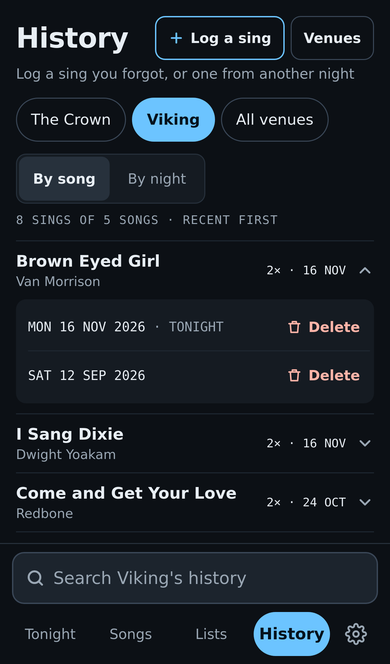 History
+ Log a sing
Venues
Log a sing you forgot, or one from another night
The Crown
Viking
All venues
By song
By night
8 SINGS OF 5 SONGS · RECENT FIRST
Brown Eyed Girl
2× · 16 NOV
Van Morrison
MON 16 NOV 2026 · TONIGHT
Delete
SAT 12 SEP 2026
Delete
I Sang Dixie
2× · 16 NOV
Dwight Yoakam
Come and Get Your Love
2× · 24 OCT
Redbone
Search Viking's history
Tonight
Songs
Lists
History